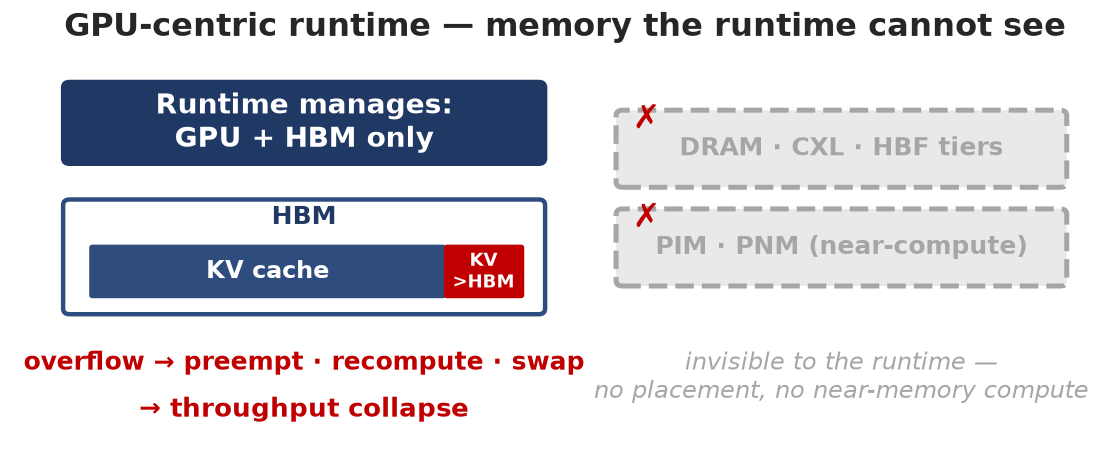 GPU-centric runtime — memory the runtime cannot see
Runtime manages:
GPU + HBM only
HBM
KV cache
KV
>HBM
overflow → preempt · recompute · swap
→ throughput collapse
✗
DRAM · CXL · HBF tiers
✗
PIM · PNM (near-compute)
invisible to the runtime —
no placement, no near-memory compute